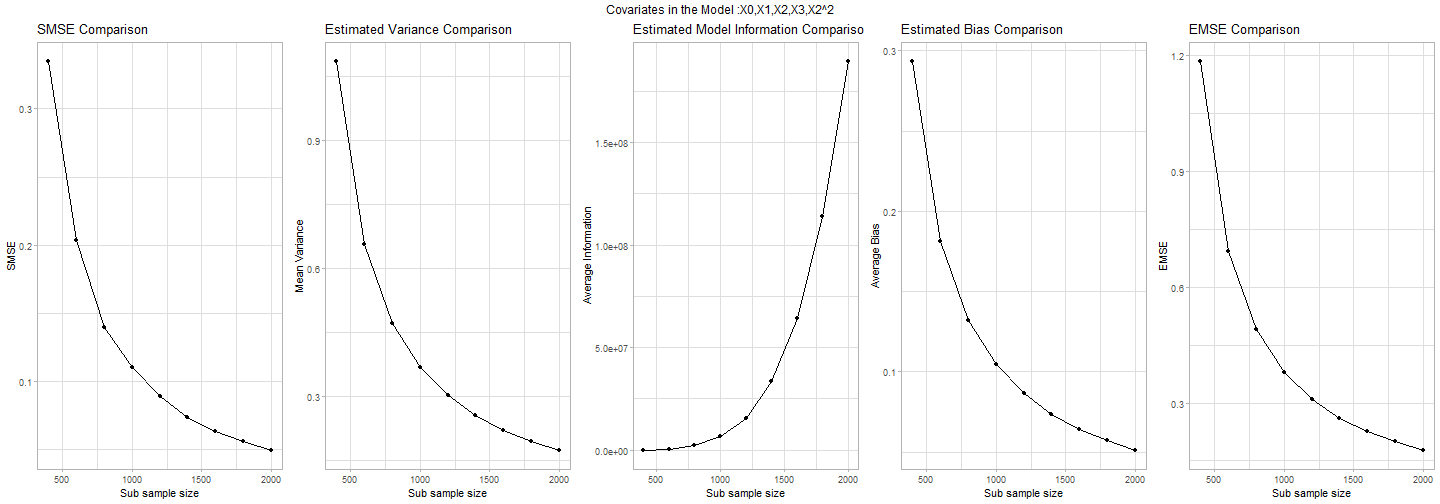 Covariates in the Model :X0,X1,X2,X3,X2^2
SMSE Comparison
SMSE
0.3
0.2
0.1
500
1000
1500
2000
Sub sample size
Estimated Variance Comparison
Mean Variance
0.9
0.6
0.3
500
1000
1500
2000
Sub sample size
Estimated Model Information Compariso
Average Information
1.5e+08
1.0e+08
5.0e+07
0.0e+00
500
1000
1500
2000
Sub sample size
Estimated Bias Comparison
Average Bias
0.3
0.2
0.1
500
1000
1500
2000
Sub sample size
EMSE Comparison
EMSE
1.2
0.9
0.6
0.3
500
1000
1500
2000
Sub sample size